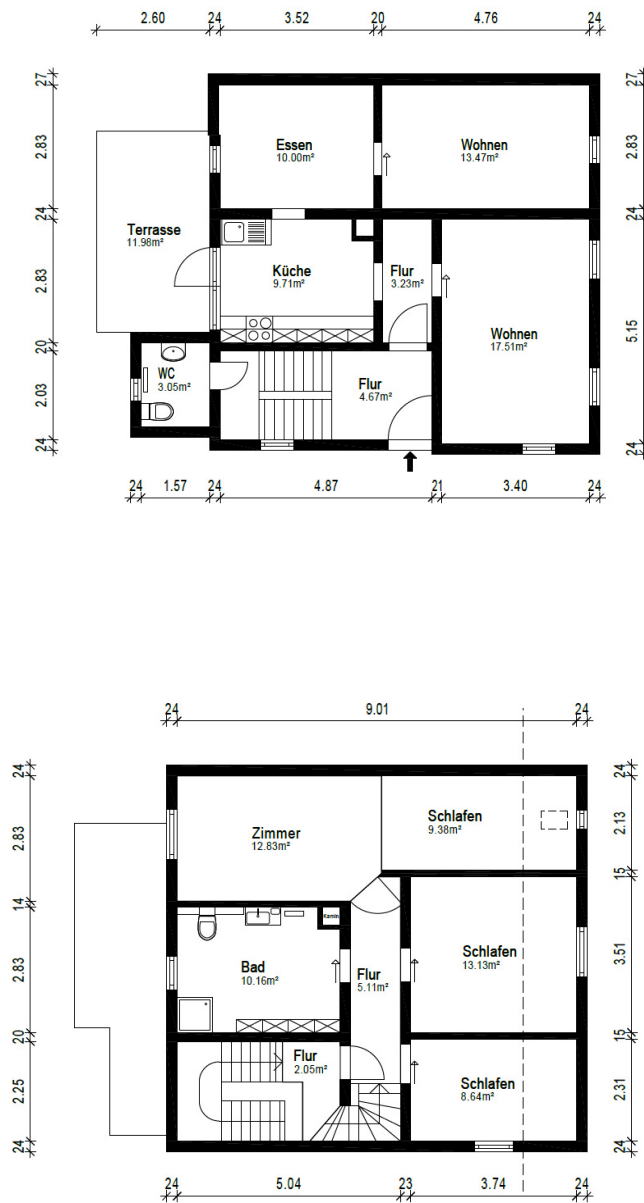 2.60 24 3.52 20 4.76 24
27 2.83 24 2.83 20 2.03 24
27 2.83 24 5.15 24
Essen
10.00m²
Wohnen
13.47m²
Terrasse
11.98m²
Küche
9.71m²
Flur
3.23m²
Wohnen
17.51m²
WC
3.05m²
Flur
4.67m²
24 1.57 24 4.87 21 3.40 24
24 9.01 24
24 2.83 14 2.83 20 2.25 24
24 2.13 15 3.51 15 2.31 24
Zimmer
12.83m²
Schlafen
9.38m²
Kamin
Bad
10.16m²
Flur
5.11m²
Schlafen
13.13m²
Flur
2.05m²
Schlafen
8.64m²
24 5.04 23 3.74 24